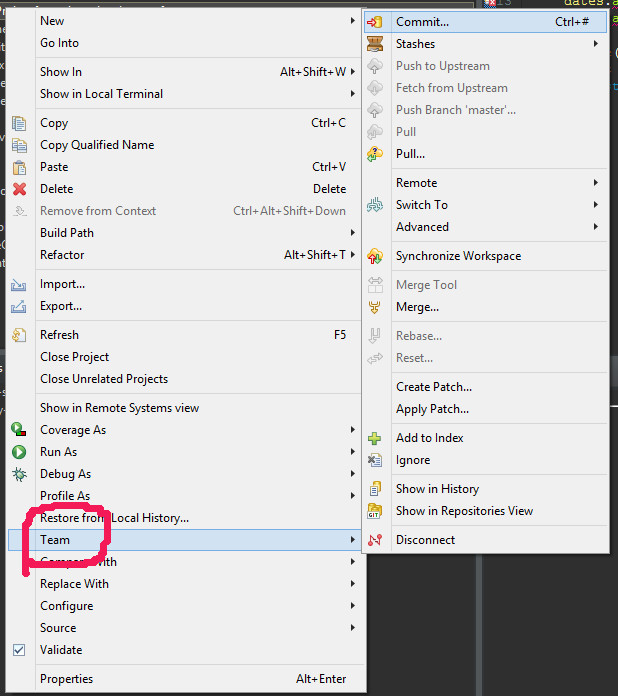 New
Go Into
Show In Alt+Shift+W
Show in Local Terminal
Copy Ctrl+C
Copy Qualified Name
Paste Ctrl+V
Delete Delete
Remove from Context Ctrl+Alt+Shift+Down
Build Path
Refactor Alt+Shift+T
Import...
Export...
Refresh F5
Close Project
Close Unrelated Projects
Show in Remote Systems view
Coverage As
Run As
Debug As
Profile As
Restore from Local History...
Team
Compare With
Replace With
Configure
Source
Validate
Properties Alt+Enter
Commit... Ctrl+#
Stashes
Push to Upstream
Fetch from Upstream
Push Branch 'master'...
Pull
Pull...
Remote
Switch To
Advanced
Synchronize Workspace
Merge Tool
Merge...
Rebase...
Reset...
Create Patch...
Apply Patch...
Add to Index
Ignore
Show in History
GIT Show in Repositories View
Disconnect
13 dates.a